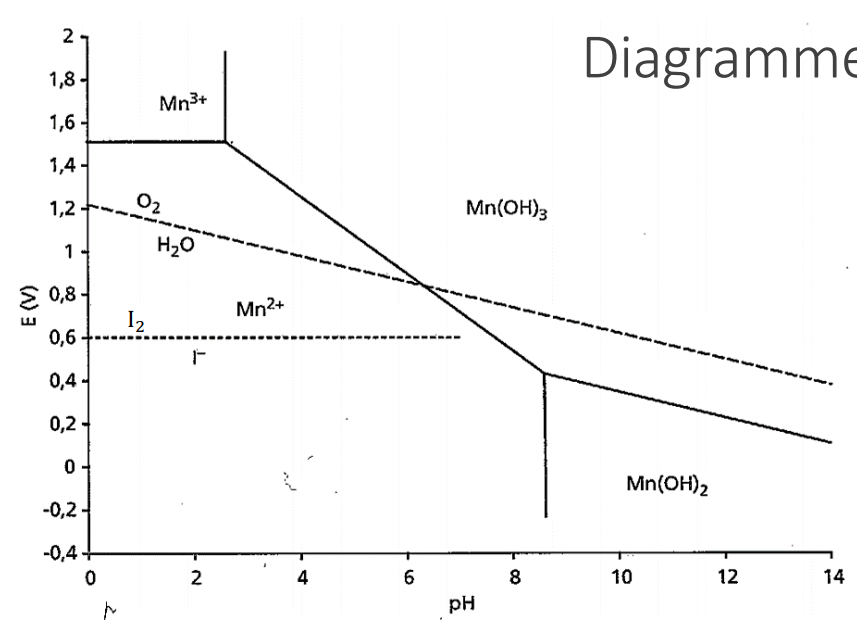 Diagramme
2
1,8
Mn³⁺
1,6
1,4
1,2
O₂
Mn(OH)₃
H₂O
1
E (V)
0,8
Mn²⁺
I₂
0,6
I⁻
0,4
0,2
0
Mn(OH)₂
-0,2
-0,4
0 2 4 6 8 10 12 14
pH